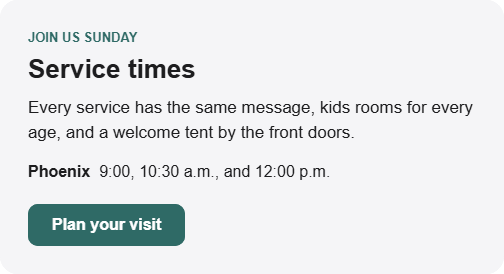 JOIN US SUNDAY
Service times
Every service has the same message, kids rooms for every
age, and a welcome tent by the front doors.
Phoenix 9:00, 10:30 a.m., and 12:00 p.m.
Plan your visit